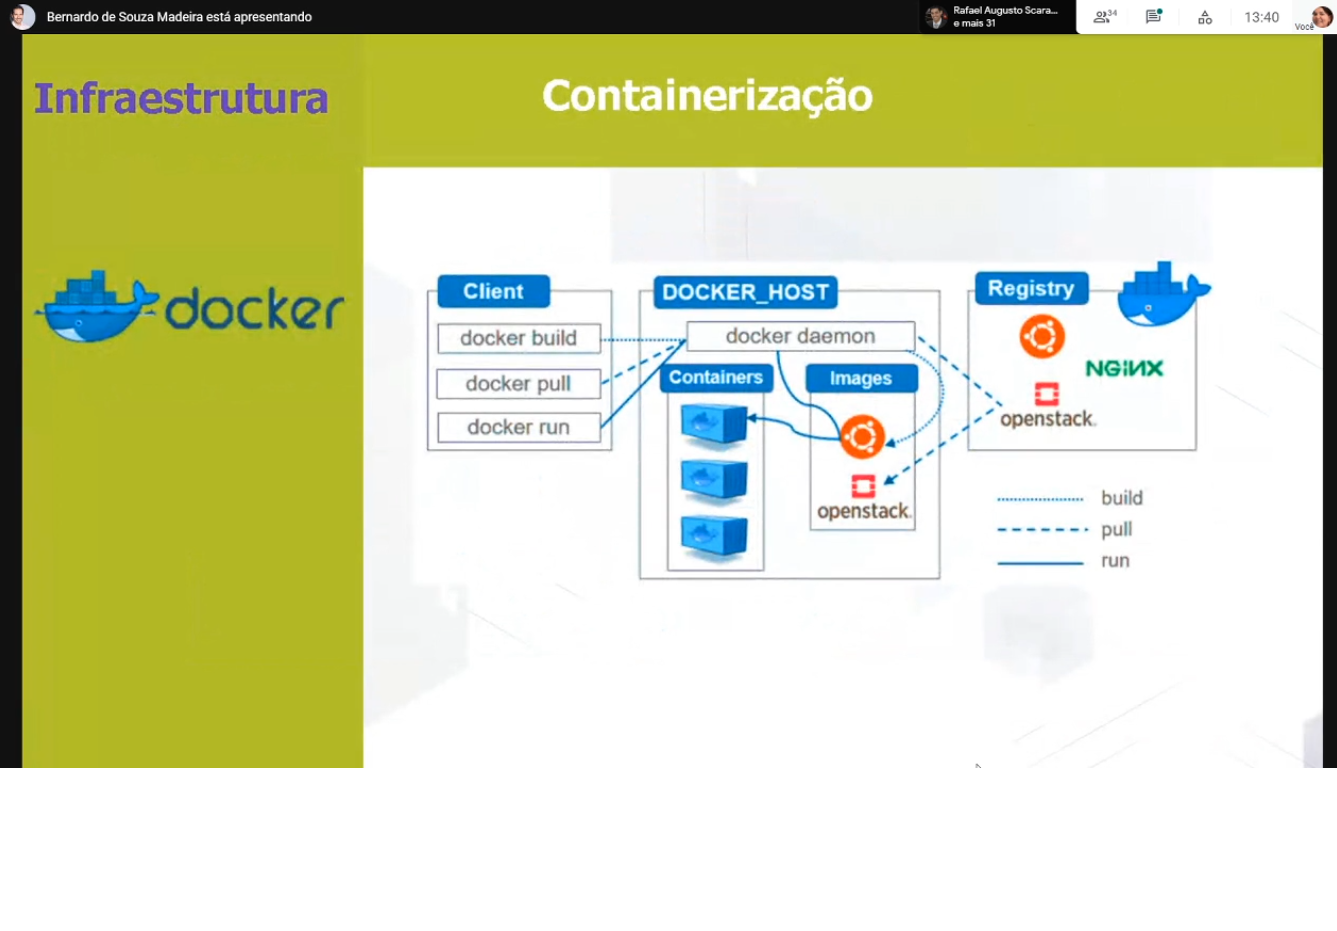 Bernardo de Souza Madeira está apresentando
Rafael Augusto Scara...
e mais 31
34
13:40
Você
Infraestrutura
Containerização
docker
Client
docker build
docker pull
docker run
DOCKER_HOST
docker daemon
Containers
Images
openstack.
Registry
NGINX
openstack.
build
pull
run